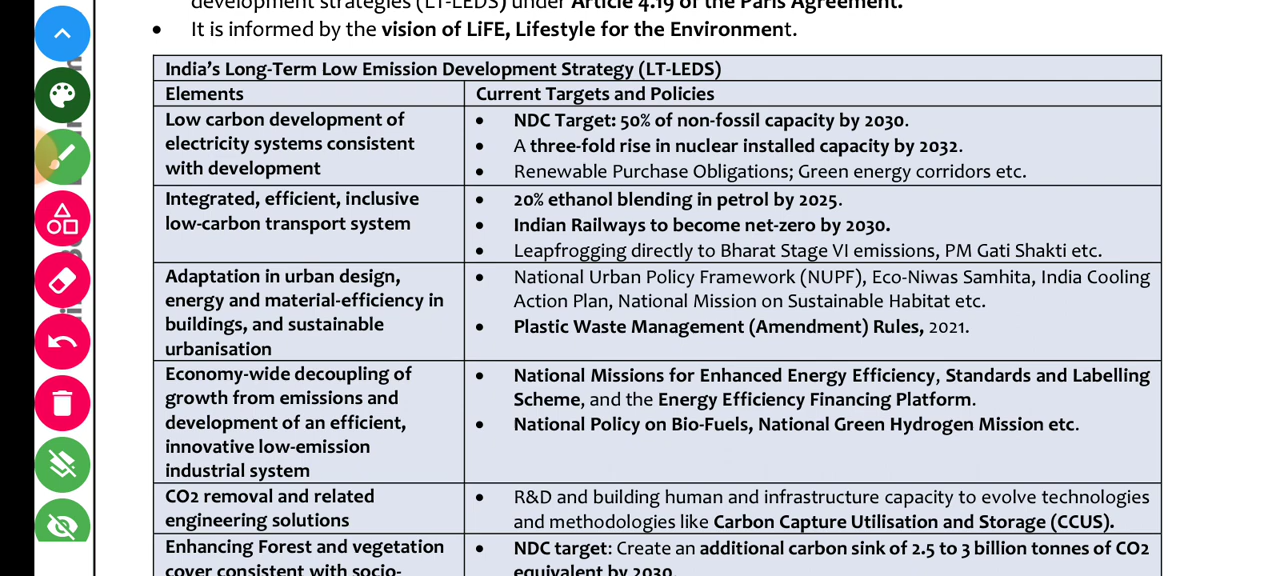 development strategies (LT-LEDS) under Article 4.19 of the Paris Agreement.
• It is informed by the vision of LiFE, Lifestyle for the Environment.
India's Long-Term Low Emission Development Strategy (LT-LEDS)
Elements
Current Targets and Policies
Low carbon development of
electricity systems consistent
with development
• NDC Target: 50% of non-fossil capacity by 2030.
• A three-fold rise in nuclear installed capacity by 2032.
• Renewable Purchase Obligations; Green energy corridors etc.
Integrated, efficient, inclusive
low-carbon transport system
• 20% ethanol blending in petrol by 2025.
• Indian Railways to become net-zero by 2030.
• Leapfrogging directly to Bharat Stage VI emissions, PM Gati Shakti etc.
Adaptation in urban design,
energy and material-efficiency in
buildings, and sustainable
urbanisation
• National Urban Policy Framework (NUPF), Eco-Niwas Samhita, India Cooling
Action Plan, National Mission on Sustainable Habitat etc.
• Plastic Waste Management (Amendment) Rules, 2021.
Economy-wide decoupling of
growth from emissions and
development of an efficient,
innovative low-emission
industrial system
• National Missions for Enhanced Energy Efficiency, Standards and Labelling
Scheme, and the Energy Efficiency Financing Platform.
• National Policy on Bio-Fuels, National Green Hydrogen Mission etc.
CO2 removal and related
engineering solutions
• R&D and building human and infrastructure capacity to evolve technologies
and methodologies like Carbon Capture Utilisation and Storage (CCUS).
Enhancing Forest and vegetation
cover consistent with socio-
• NDC target: Create an additional carbon sink of 2.5 to 3 billion tonnes of CO2
equivalent by 2030.